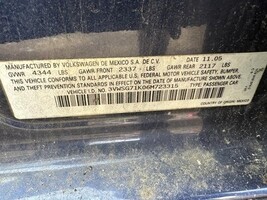 MFD BY VOLKSWAGEN DE MEXICO S.A. DE C.V. DATE 11.05
GVWR 4344 LBS GAWR FRONT 2337 LBS GAWR REAR 2117 LBS
THIS VEHICLE CONFORMS TO ALL APPLICABLE U.S. FEDERAL MOTOR VEHICLE SAFETY, BUMPER,
AND THEFT PREVENTION STANDARDS IN EFFECT ON THE DATE OF MANUFACTURE SHOWN ABOVE
VEHICLE IDENT. NO.: 3VWSG71K06M723315 TYPE: PASSENGER CAR